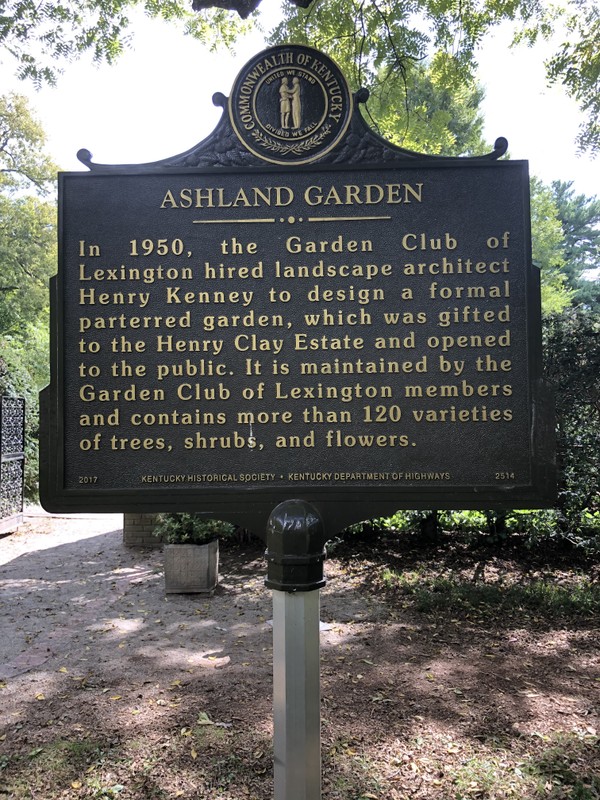 COMMONWEALTH OF KENTUCKY
UNITED WE STAND
DIVIDED WE FALL
ASHLAND GARDEN
In 1950, the Garden Club of
Lexington hired landscape architect
Henry Kenney to design a formal
parterred garden, which was gifted
to the Henry Clay Estate and opened
to the public. It is maintained by the
Garden Club of Lexington members
and contains more than 120 varieties
of trees, shrubs, and flowers.
2017 KENTUCKY HISTORICAL SOCIETY • KENTUCKY DEPARTMENT OF HIGHWAYS 2514